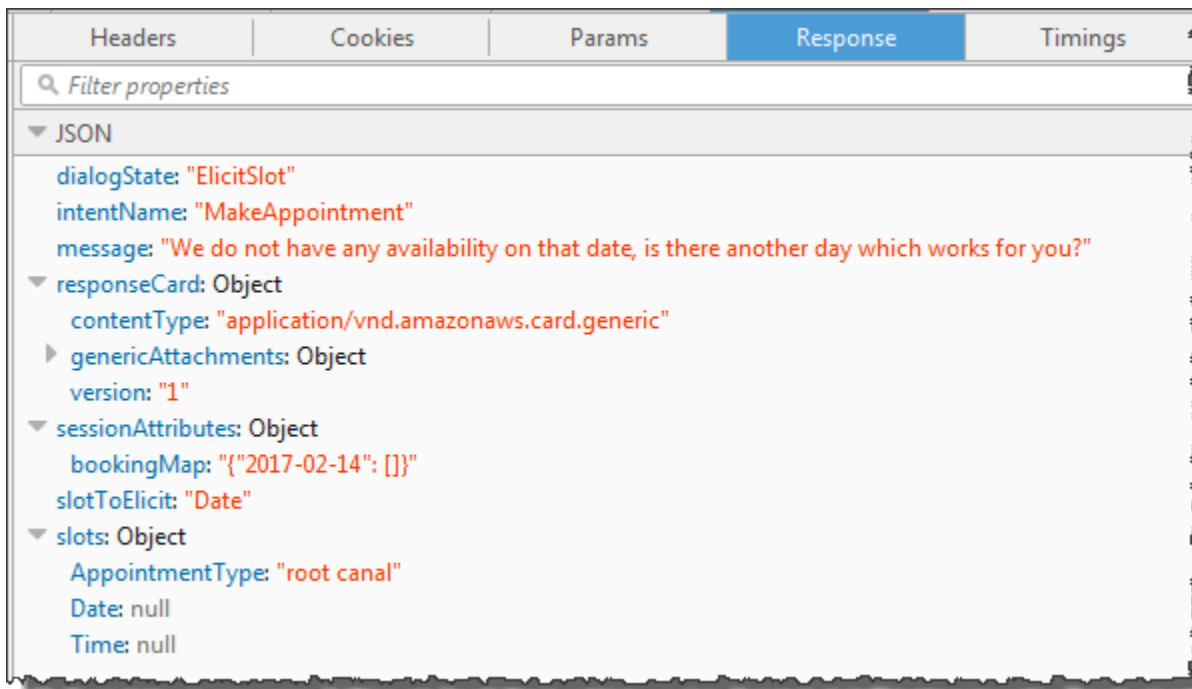 Headers Cookies Params Response Timings
Filter properties
JSON
dialogState: "ElicitSlot"
intentName: "MakeAppointment"
message: "We do not have any availability on that date, is there another day which works for you?"
responseCard: Object
contentType: "application/vnd.amazonaws.card.generic"
genericAttachments: Object
version: "1"
sessionAttributes: Object
bookingMap: "{"2017-02-14": []}"
slotToElicit: "Date"
slots: Object
AppointmentType: "root canal"
Date: null
Time: null